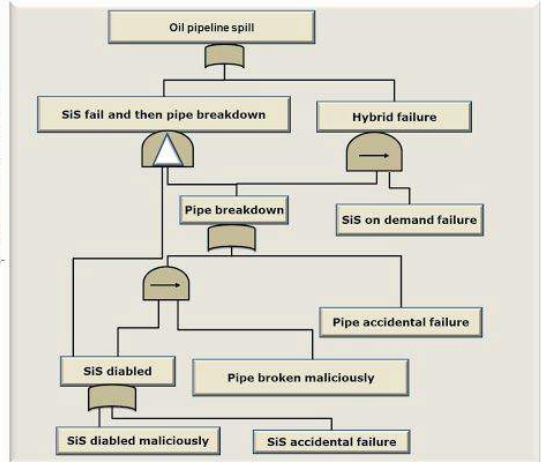 Oil pipeline spill
SiS fail and then pipe breakdown
Hybrid failure
Pipe breakdown
SiS on demand failure
Pipe accidental failure
SiS diabled
Pipe broken maliciously
SiS diabled maliciously
SiS accidental failure